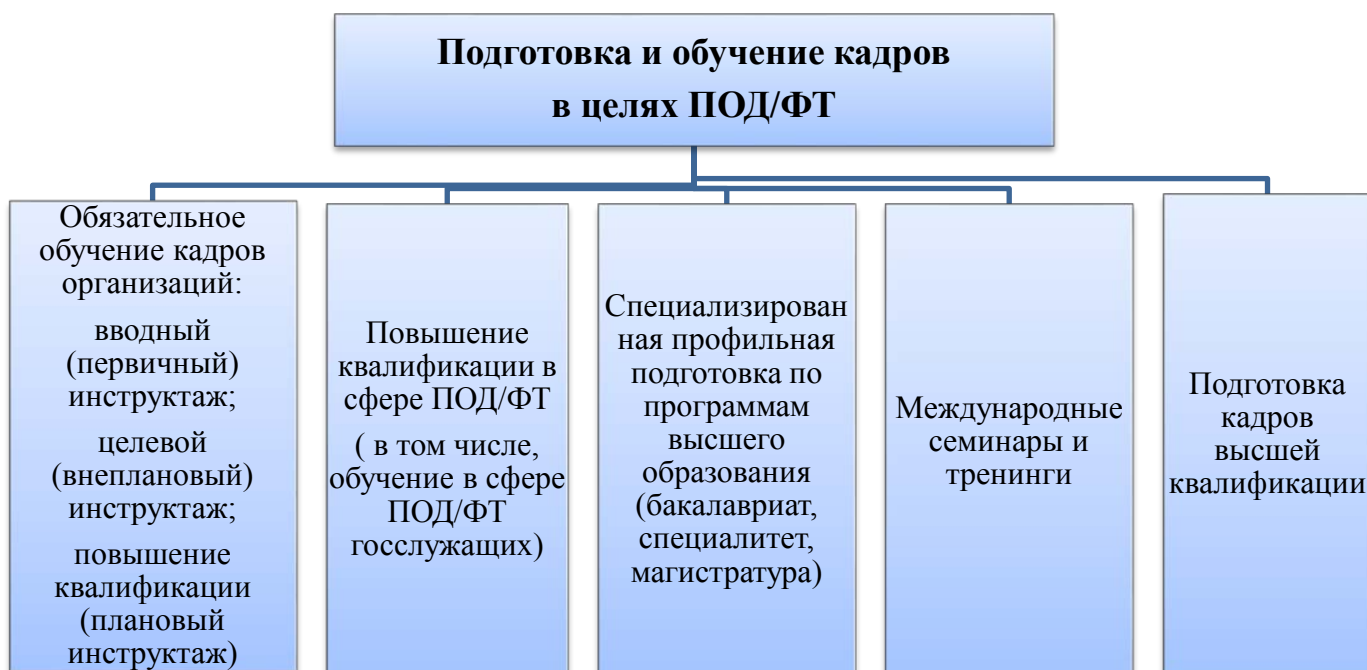 Подготовка и обучение кадров
в целях ПОД/ФТ
Обязательное
обучение кадров
организаций:
вводный
(первичный)
инструктаж;
целевой
(внеплановый)
инструктаж;
повышение
квалификации
(плановый
инструктаж)
Повышение
квалификации в
сфере ПОД/ФТ
( в том числе,
обучение в сфере
ПОД/ФТ
госслужащих)
Специализирован
ная профильная
подготовка по
программам
высшего
образования
(бакалавриат,
специалитет,
магистратура)
Международные
семинары и
тренинги
Подготовка
кадров
высшей
квалификации